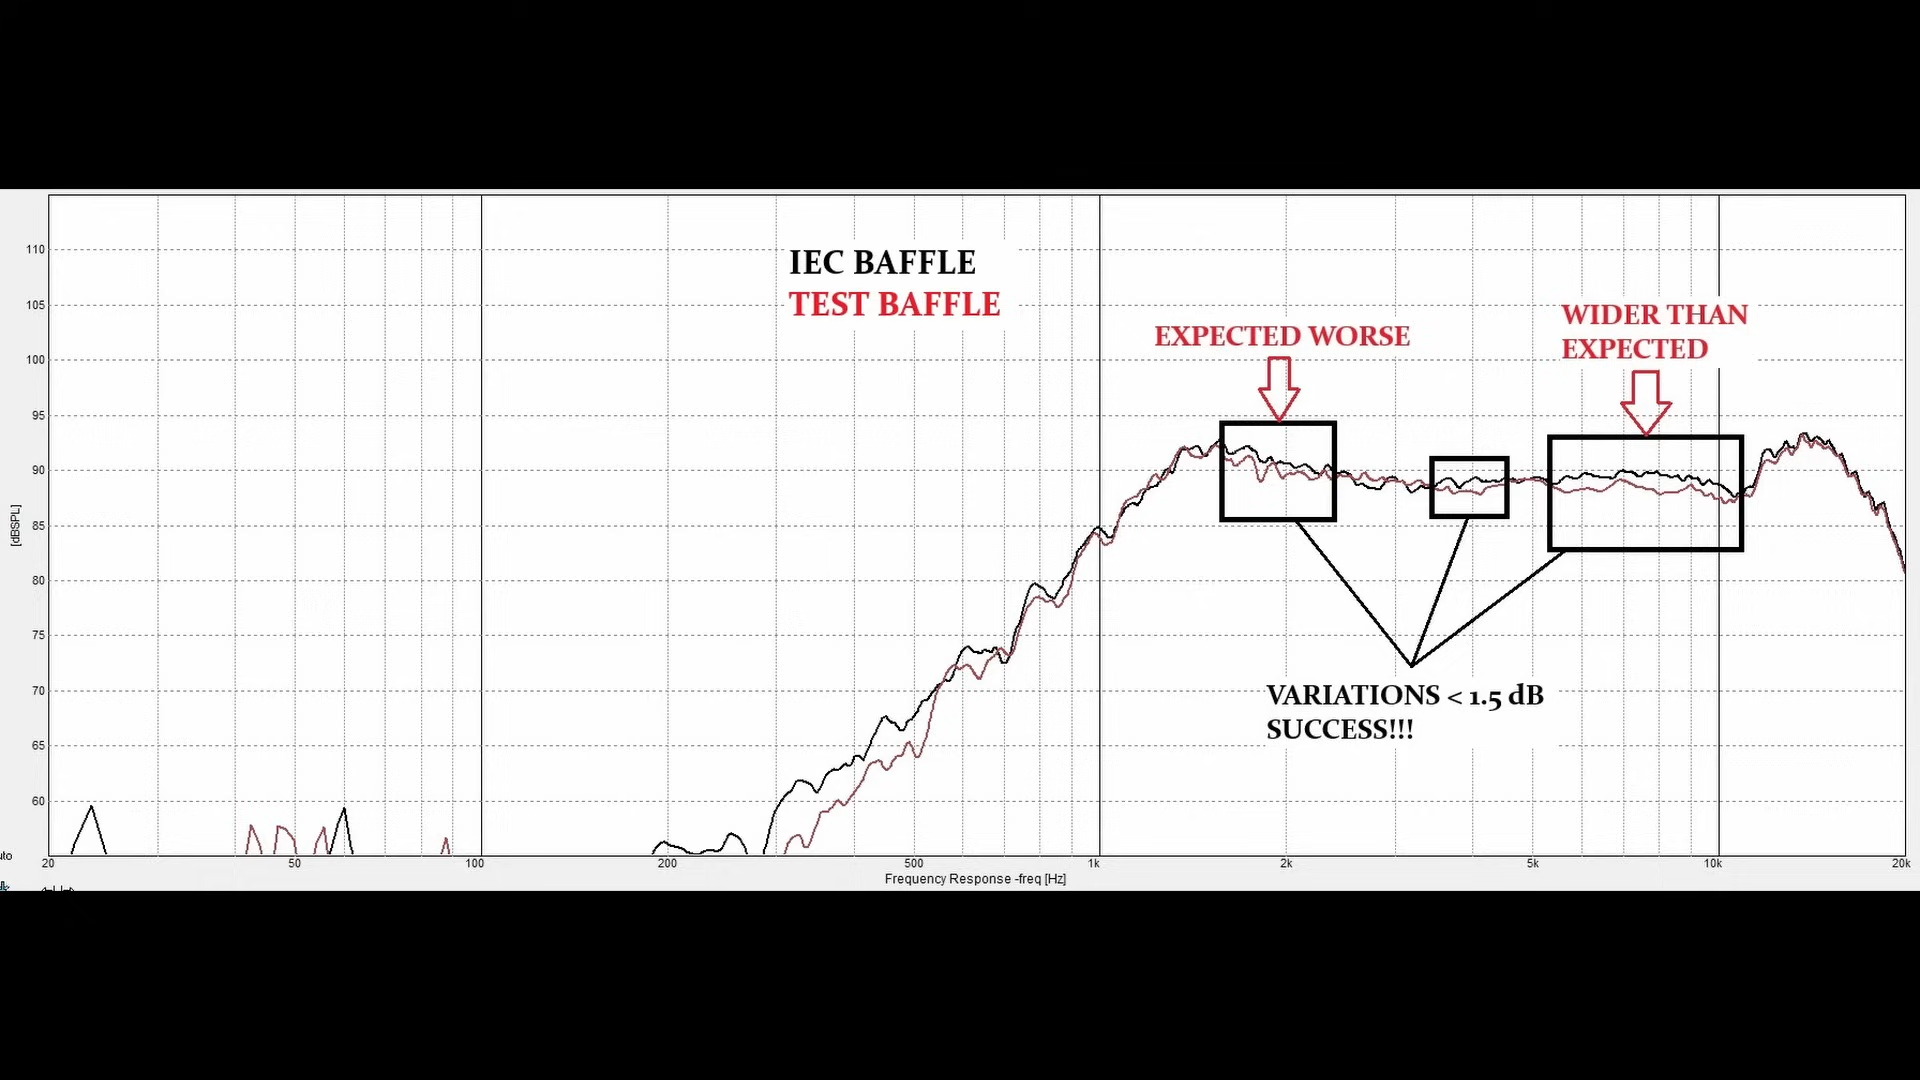 IEC BAFFLE
TEST BAFFLE
EXPECTED WORSE
WIDER THAN
EXPECTED
VARIATIONS < 1.5 dB
SUCCESS!!!
110
105
100
95
90
85
80
75
70
65
60
[dBSPL]
20 50 100 200 500 1k 2k 5k 10k 20k
Frequency Response -freq [Hz]